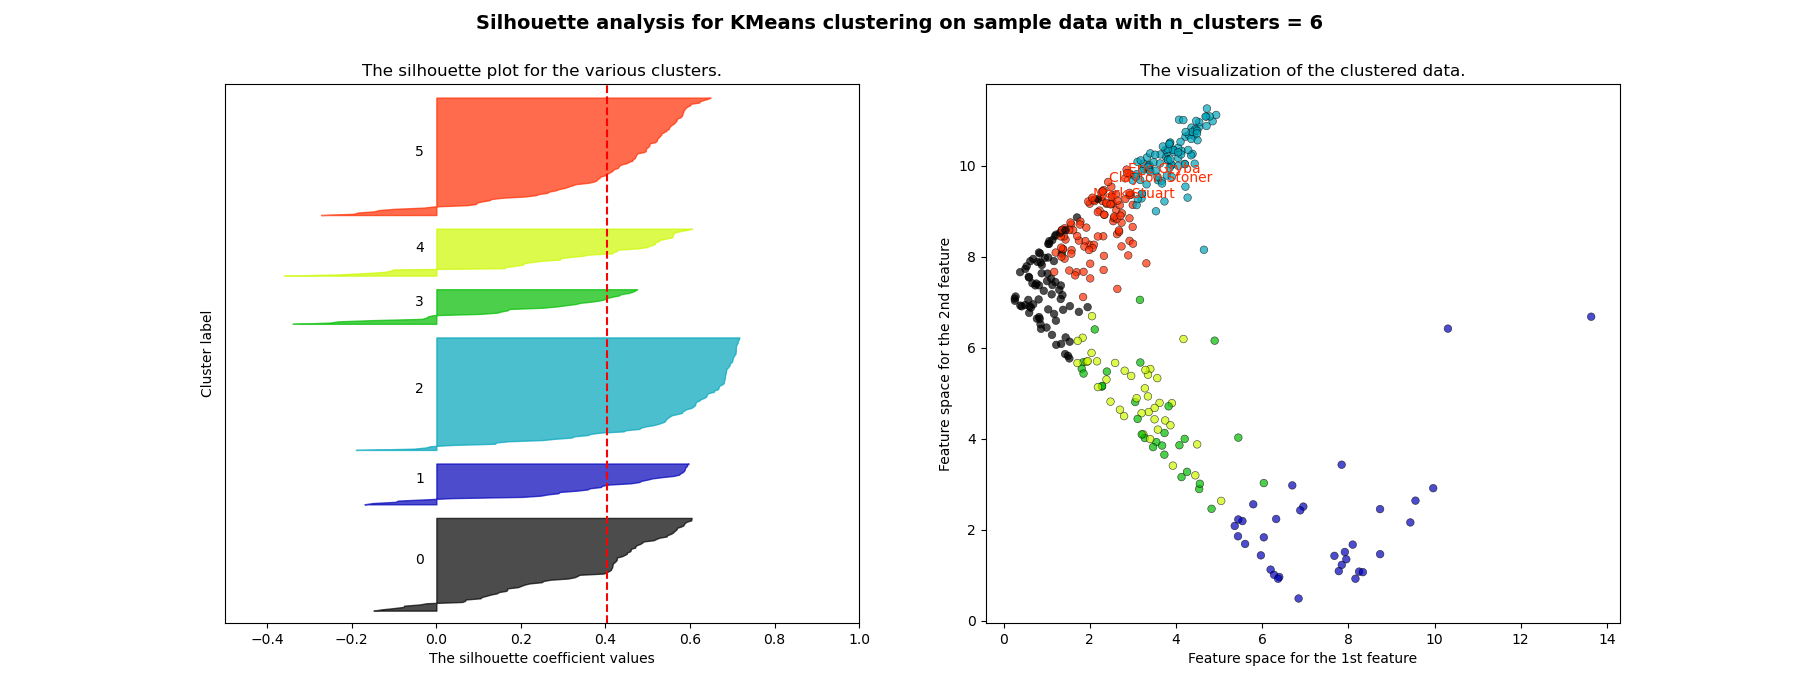 Silhouette analysis for KMeans clustering on sample data with n_clusters = 6
The silhouette plot for the various clusters.
Cluster label
5
4
3
2
1
0
−0.4 −0.2 0.0 0.2 0.4 0.6 0.8 1.0
The silhouette coefficient values
The visualization of the clustered data.
Feature space for the 2nd feature
10
8
6
4
2
0
Stoner
Stuart
0 2 4 6 8 10 12 14
Feature space for the 1st feature